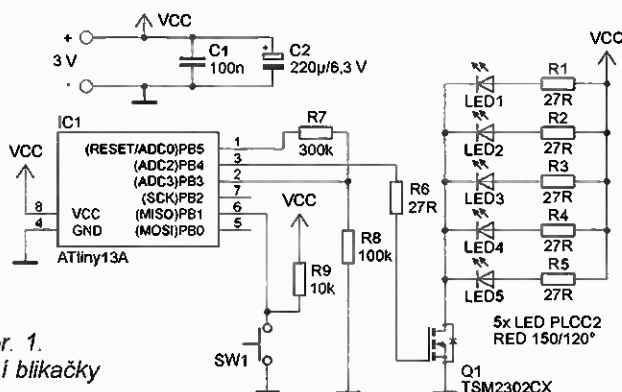 VCC
+
3 V
-
C1
100n
+
C2
220µ/6,3 V
IC1
VCC
8
4
VCC
GND
(RESET/ADC0)PB5
(ADC2)PB4
(ADC3)PB3
(SCK)PB2
(MISO)PB1
(MOSI)PB0
1
3
2
7
6
5
ATtiny13A
R7
300k
R6
27R
VCC
R8
100k
R9
10k
SW1
VCC
LED1
R1
27R
LED2
R2
27R
LED3
R3
27R
LED4
R4
27R
LED5
R5
27R
5x LED PLCC2
RED 150/120°
Q1
TSM2302CX
r. 1.
í blikačky